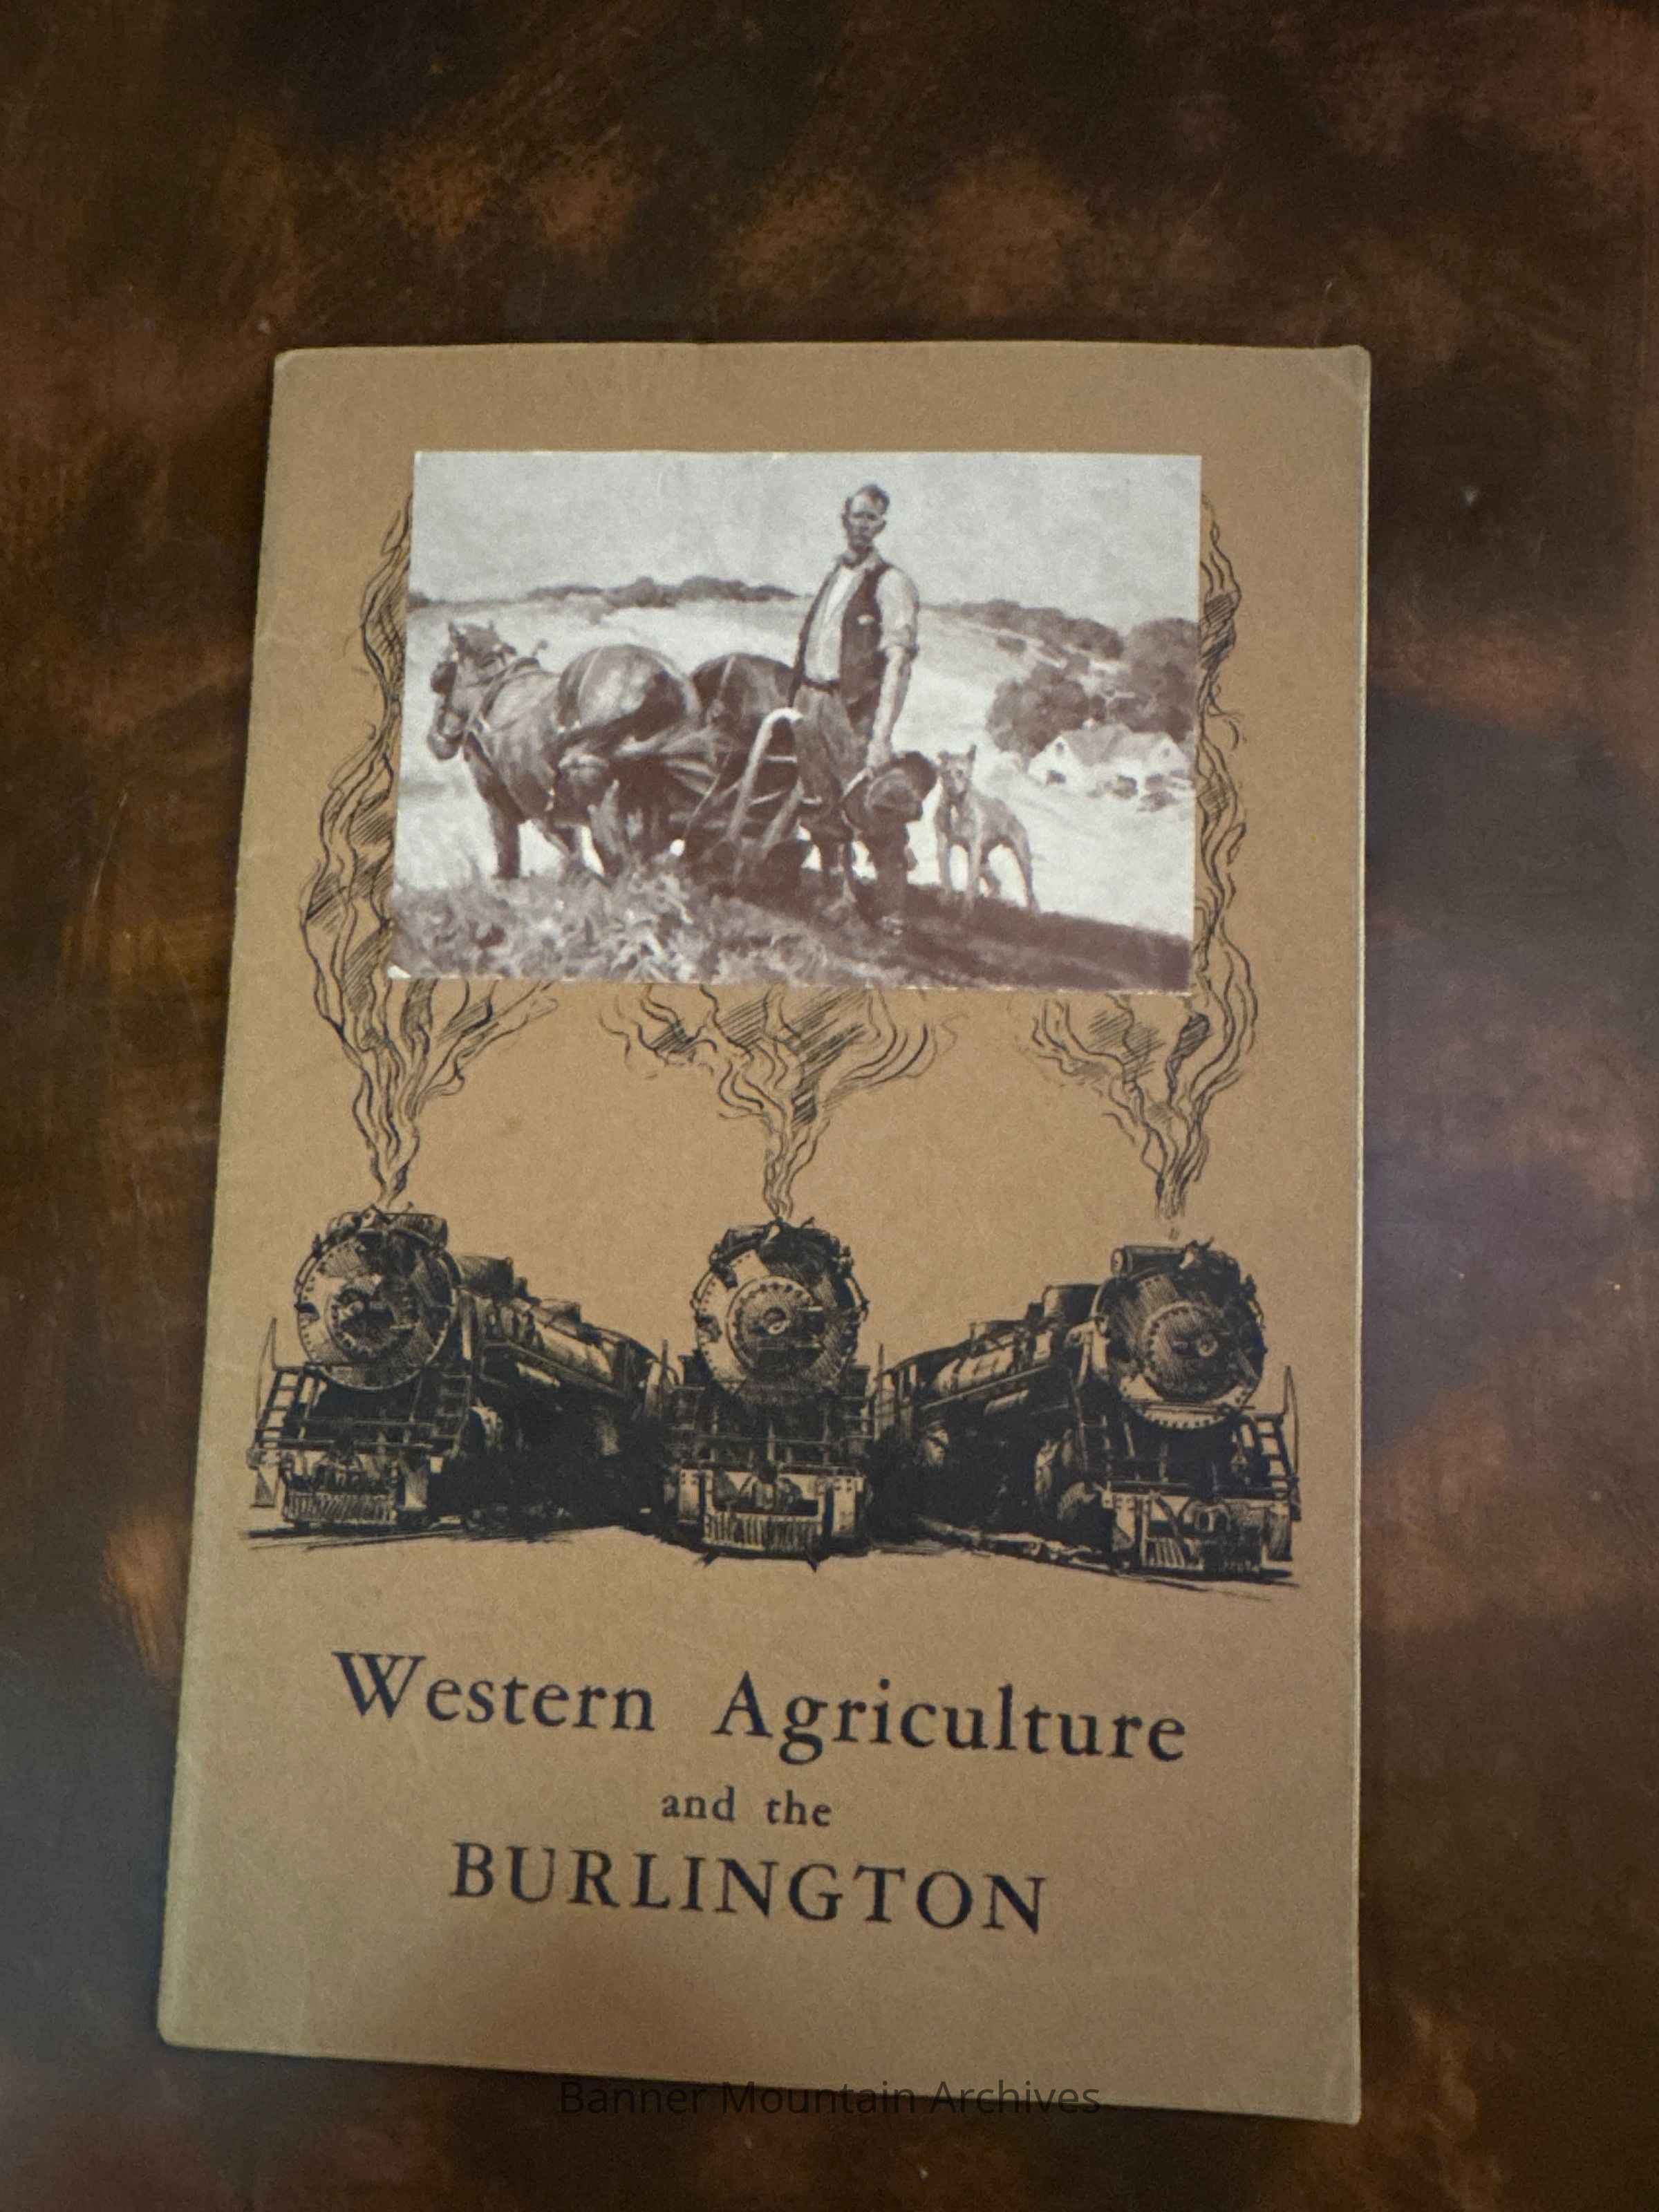 Western Agriculture
and the
BURLINGTON
Banner Mountain Archives